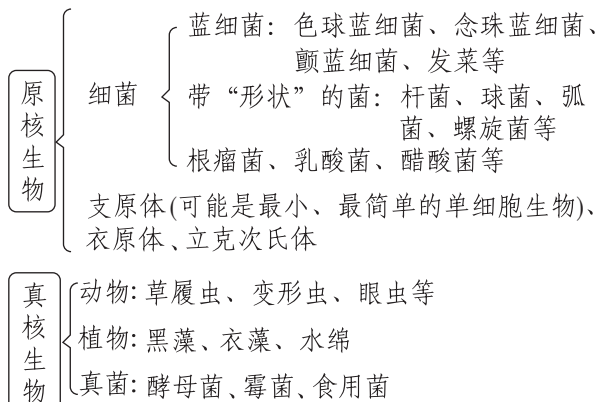 原核生物
细菌
蓝细菌：色球蓝细菌、念珠蓝细菌、
颤蓝细菌、发菜等
带“形状”的菌：杆菌、球菌、弧
菌、螺旋菌等
根瘤菌、乳酸菌、醋酸菌等
支原体(可能是最小、最简单的单细胞生物)、
衣原体、立克次氏体
真核生物
动物：草履虫、变形虫、眼虫等
植物：黑藻、衣藻、水绵
真菌：酵母菌、霉菌、食用菌